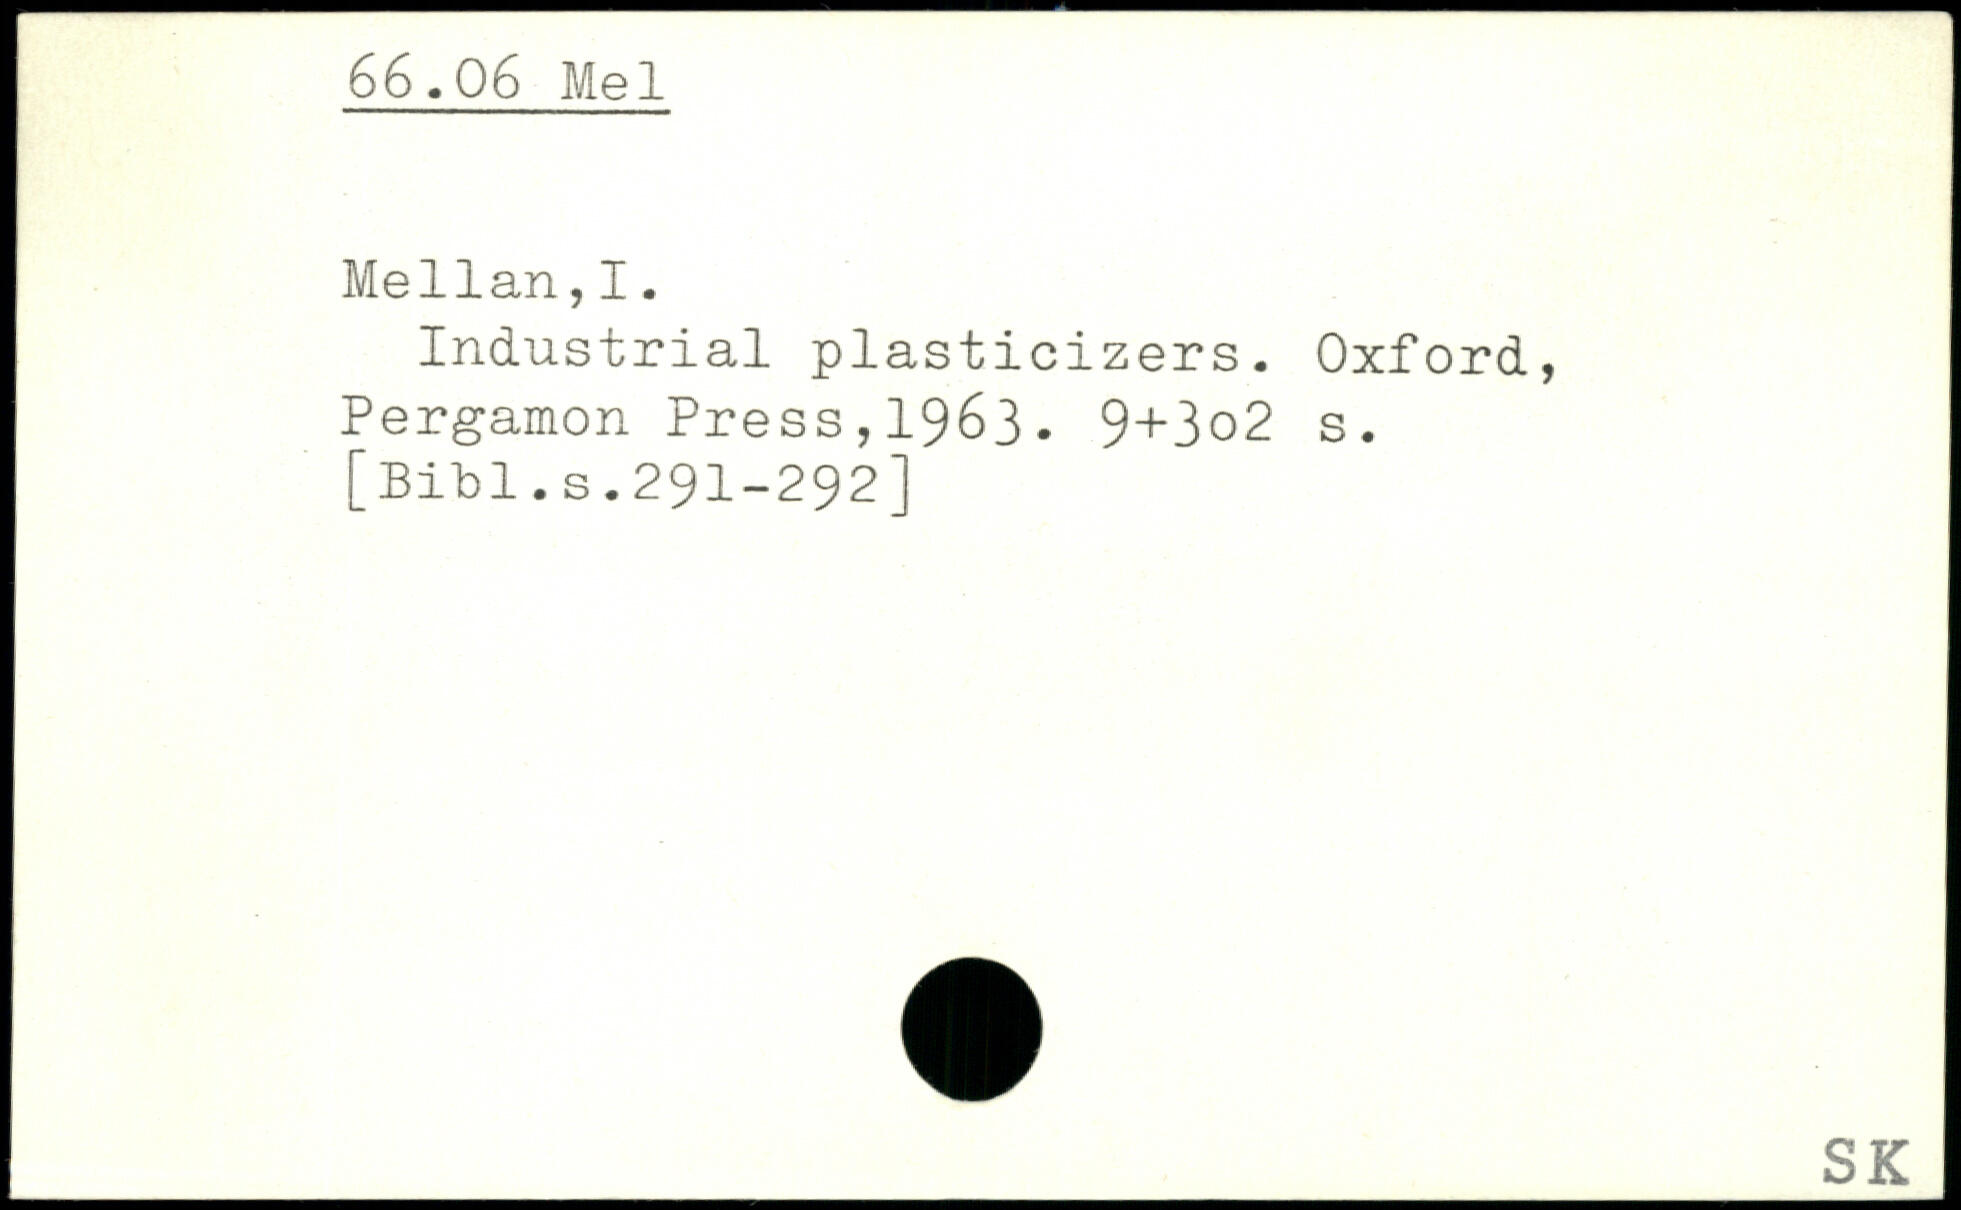 66.06 Mel
Mellan,I.
Industrial plasticizers. Oxford,
Pergamon Press,1963. 9+3o2 s.
[Bibl.s.291-292]
SK